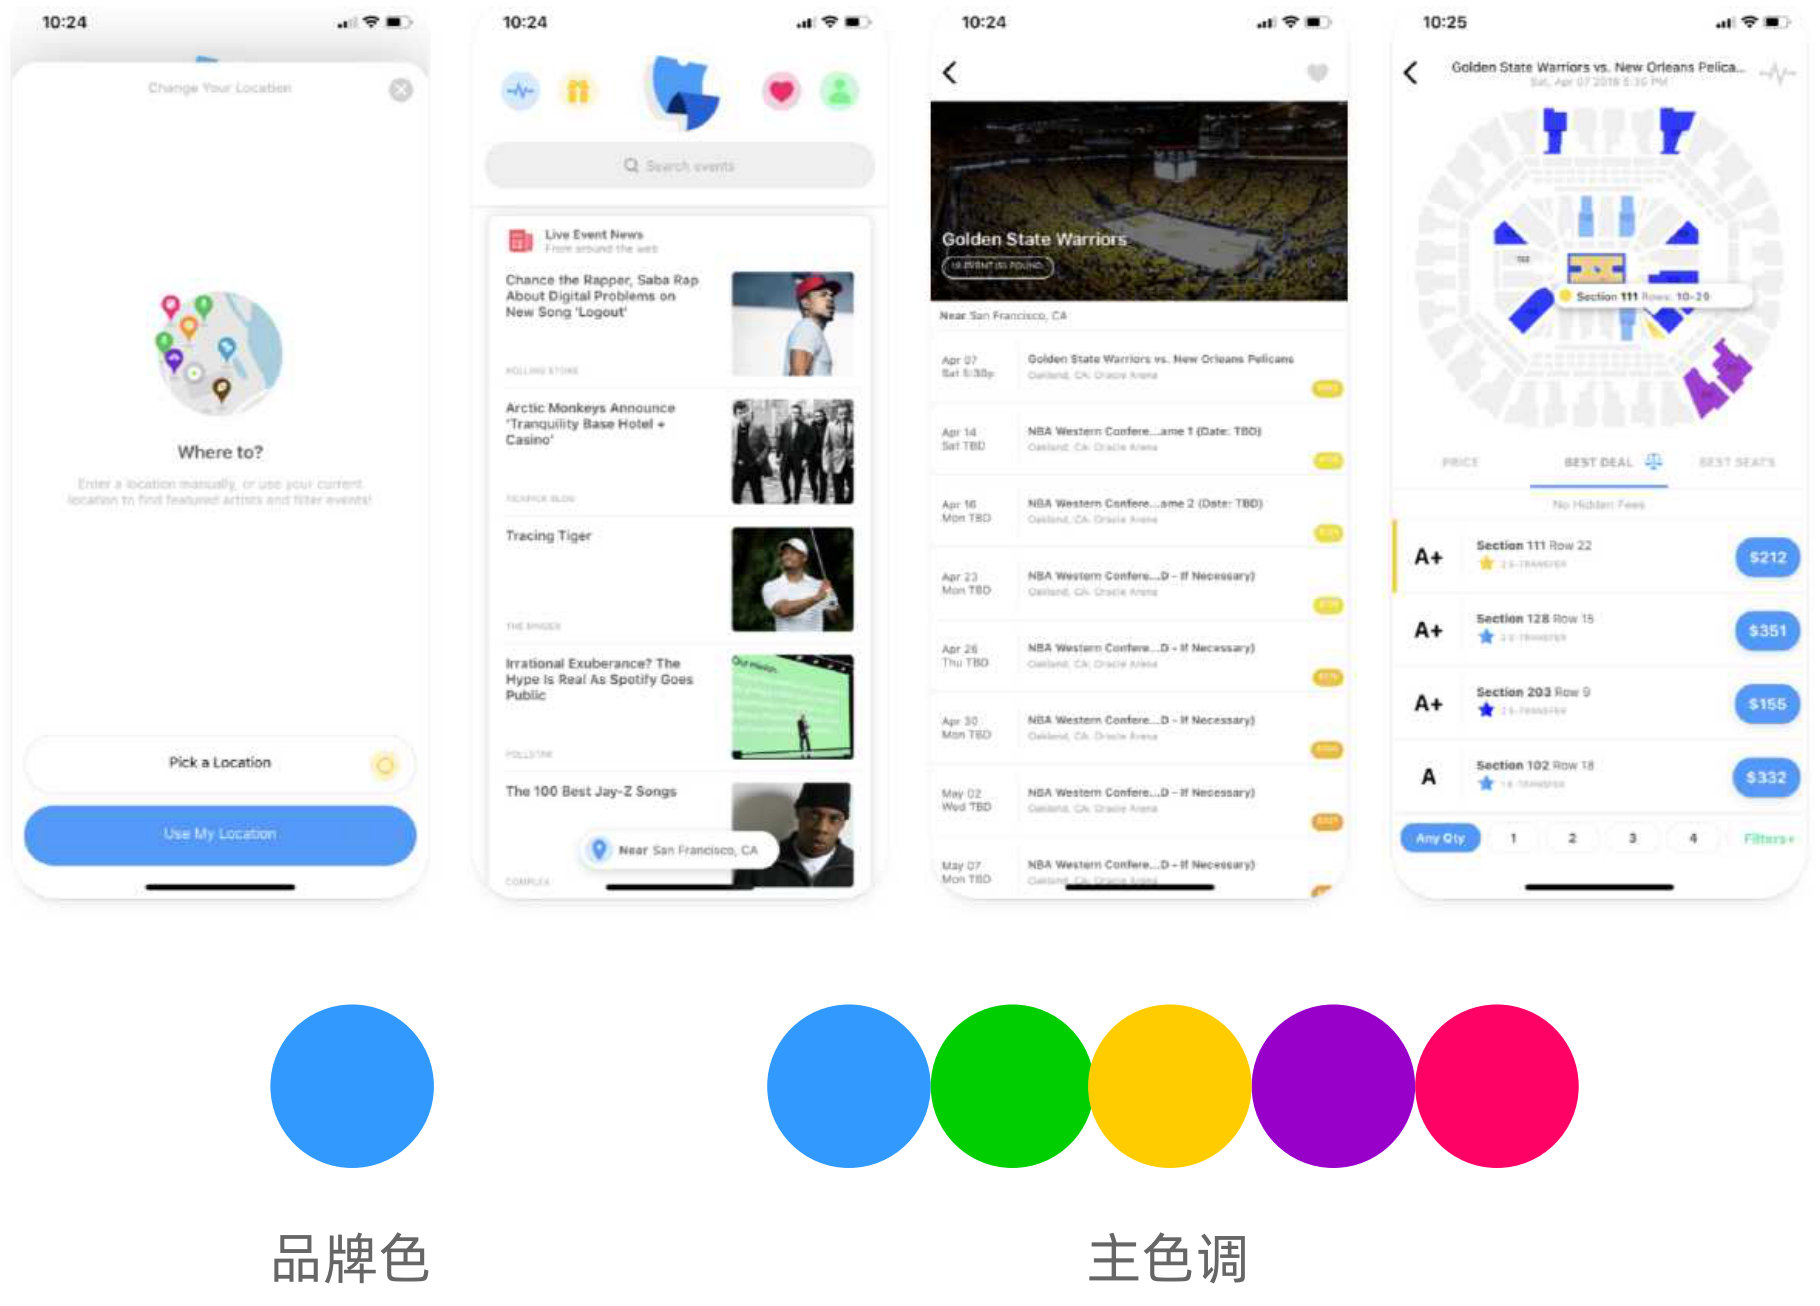 10:24
Change Your Location
Where to?
Enter a location manually, or use your current
location to find featured artists and filter events!
Pick a Location
Use My Location
10:24
Search events
Live Event News
From around the web
Chance the Rapper, Saba Rap
About Digital Problems on
New Song 'Logout'
ROLLING STONE
Arctic Monkeys Announce
'Tranquility Base Hotel +
Casino'
TICKPICK BLOG
Tracing Tiger
THE RINGER
Irrational Exuberance? The
Hype Is Real As Spotify Goes
Public
POLLSTAR
The 100 Best Jay-Z Songs
Near San Francisco, CA
COMPLEX
10:24
Golden State Warriors
EVENT(S) FOUND
Near San Francisco, CA
Apr 07
Sat 5:30p
Golden State Warriors vs. New Orleans Pelicans
Oakland, CA: Oracle Arena
Apr 14
Sat TBD
NBA Western Confere...ame 1 (Date: TBD)
Oakland, CA: Oracle Arena
Apr 16
Mon TBD
NBA Western Confere...ame 2 (Date: TBD)
Oakland, CA: Oracle Arena
Apr 23
Mon TBD
NBA Western Confere...D - If Necessary)
Oakland, CA: Oracle Arena
Apr 26
Thu TBD
NBA Western Confere...D - If Necessary)
Oakland, CA: Oracle Arena
Apr 30
Mon TBD
NBA Western Confere...D - If Necessary)
Oakland, CA: Oracle Arena
May 02
Wed TBD
NBA Western Confere...D - If Necessary)
Oakland, CA: Oracle Arena
May 07
Mon TBD
NBA Western Confere...D - If Necessary)
Oakland, CA: Oracle Arena
10:25
Golden State Warriors vs. New Orleans Pelica...
Sat, Apr 07 2018 5:30 PM
Section 111 Rows: 10-29
PRICE
BEST DEAL
BEST SEATS
No Hidden Fees
A+
Section 111 Row 22
$212
A+
Section 128 Row 15
$351
A+
Section 203 Row 9
$155
A
Section 102 Row 18
$332
Any Qty
1
2
3
4
Filters+
品牌色
主色调